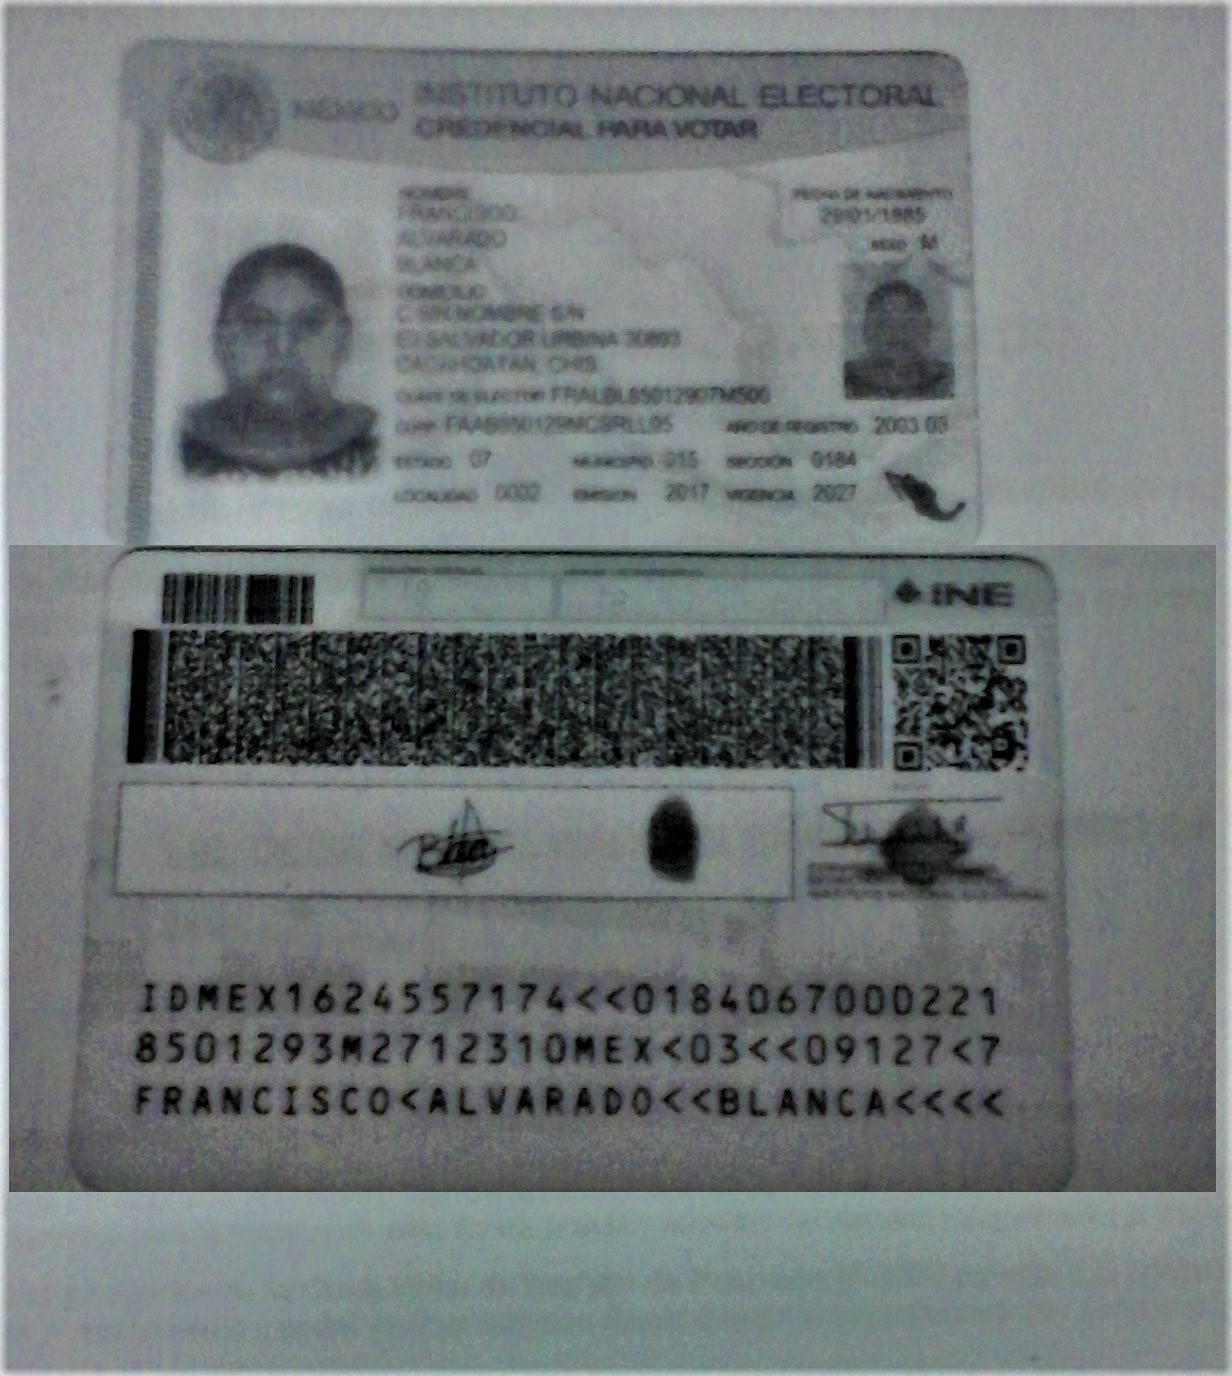 MÉXICO INSTITUTO NACIONAL ELECTORAL
CREDENCIAL PARA VOTAR
NOMBRE
FRANCISCO
ALVARADO
BLANCA
FECHA DE NACIMIENTO
29/01/1985
SEXO M
DOMICILIO
C SIN NOMBRE S/N
EJ SALVADOR URBINA 30893
CACAHOATAN, CHIS.
CLAVE DE ELECTOR FRALBL85012907M500
CURP FAAB850129MCSRLL05 AÑO DE REGISTRO 2003 03
ESTADO 07 MUNICIPIO 015 SECCIÓN 0184
LOCALIDAD 0002 EMISIÓN 2017 VIGENCIA 2027
INE
IDMEX1624557174<<0184067000221
8501293M2712310MEX<03<<09127<7
FRANCISCO<ALVARADO<<BLANCA<<<<